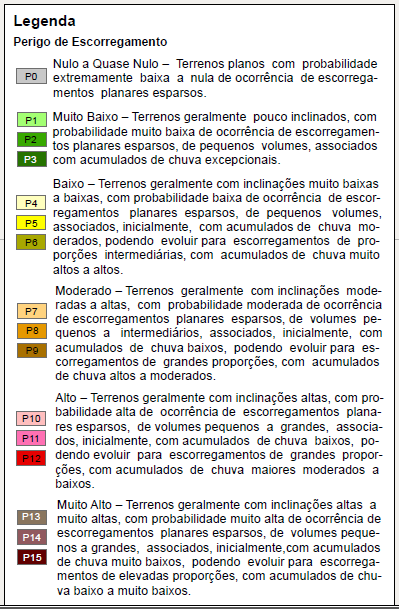 Legenda
Perigo de Escorregamento
P0
Nulo a Quase Nulo – Terrenos planos com probabilidade
extremamente baixa a nula de ocorrência de escorrega-
mentos planares esparsos.
P1
P2
P3
Muito Baixo – Terrenos geralmente pouco inclinados, com
probabilidade muito baixa de ocorrência de escorregamen-
tos planares esparsos, de pequenos volumes, associados
com acumulados de chuva excepcionais.
P4
P5
P6
Baixo – Terrenos geralmente com inclinações muito baixas
a baixas, com probabilidade baixa de ocorrência de escor-
regamentos planares esparsos, de pequenos volumes,
associados, inicialmente, com acumulados de chuva mo-
derados, podendo evoluir para escorregamentos de pro-
porções intermediárias, com acumulados de chuva muito
altos a altos.
P7
P8
P9
Moderado – Terrenos geralmente com inclinações mode-
radas a altas, com probabilidade moderada de ocorrência
de escorregamentos planares esparsos, de volumes pe-
quenos a intermediários, associados, inicialmente, com
acumulados de chuva baixos, podendo evoluir para es-
corregamentos de grandes proporções, com acumulados
de chuva altos a moderados.
P10
P11
P12
Alto – Terrenos geralmente com inclinações altas, com pro-
babilidade alta de ocorrência de escorregamentos plana-
res esparsos, de volumes pequenos a grandes, associa-
dos, inicialmente, com acumulados de chuva baixos, po-
dendo evoluir para escorregamentos de grandes propor-
ções, com acumulados de chuva maiores moderados a
baixos.
P13
P14
P15
Muito Alto – Terrenos geralmente com inclinações altas a
muito altas, com probabilidade muito alta de ocorrência de
escorregamentos planares esparsos, de volumes peque-
nos a grandes, associados, inicialmente,com acumulados
de chuva muito baixos, podendo evoluir para escorrega-
mentos de elevadas proporções, com acumulados de chu-
va baixo a muito baixos.